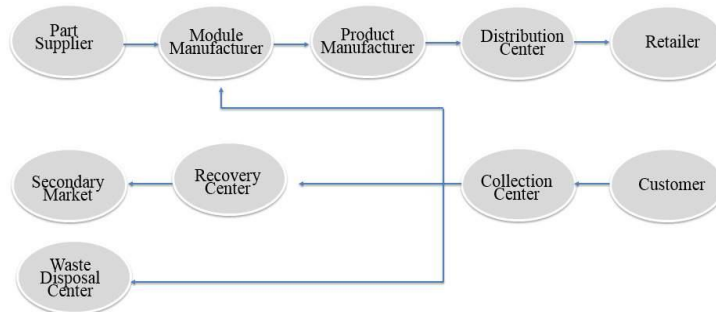 Part
Supplier
Module
Manufacturer
Product
Manufacturer
Distribution
Center
Retailer
Secondary
Market
Recovery
Center
Collection
Center
Customer
Waste
Disposal
Center